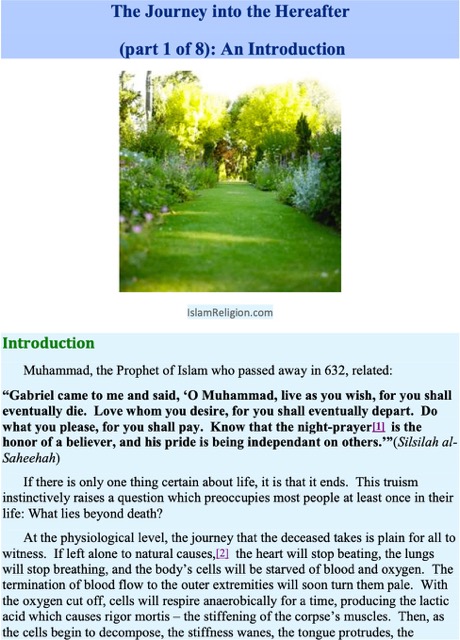 The Journey into the Hereafter
(part 1 of 8): An Introduction
IslamReligion.com
Introduction
Muhammad, the Prophet of Islam who passed away in 632, related:
“Gabriel came to me and said, ‘O Muhammad, live as you wish, for you shall
eventually die.  Love whom you desire, for you shall eventually depart.  Do
what you please, for you shall pay.  Know that the night-prayer[1] is the
honor of a believer, and his pride is being independant on others.’”(Silsilah al-
Saheehah)
If there is only one thing certain about life, it is that it ends.  This truism
instinctively raises a question which preoccupies most people at least once in their
life: What lies beyond death?
At the physiological level, the journey that the deceased takes is plain for all to
witness.  If left alone to natural causes,[2]  the heart will stop beating, the lungs
will stop breathing, and the body’s cells will be starved of blood and oxygen.  The
termination of blood flow to the outer extremities will soon turn them pale.  With
the oxygen cut off, cells will respire anaerobically for a time, producing the lactic
acid which causes rigor mortis – the stiffening of the corpse’s muscles.  Then, as
the cells begin to decompose, the stiffness wanes, the tongue protrudes, the